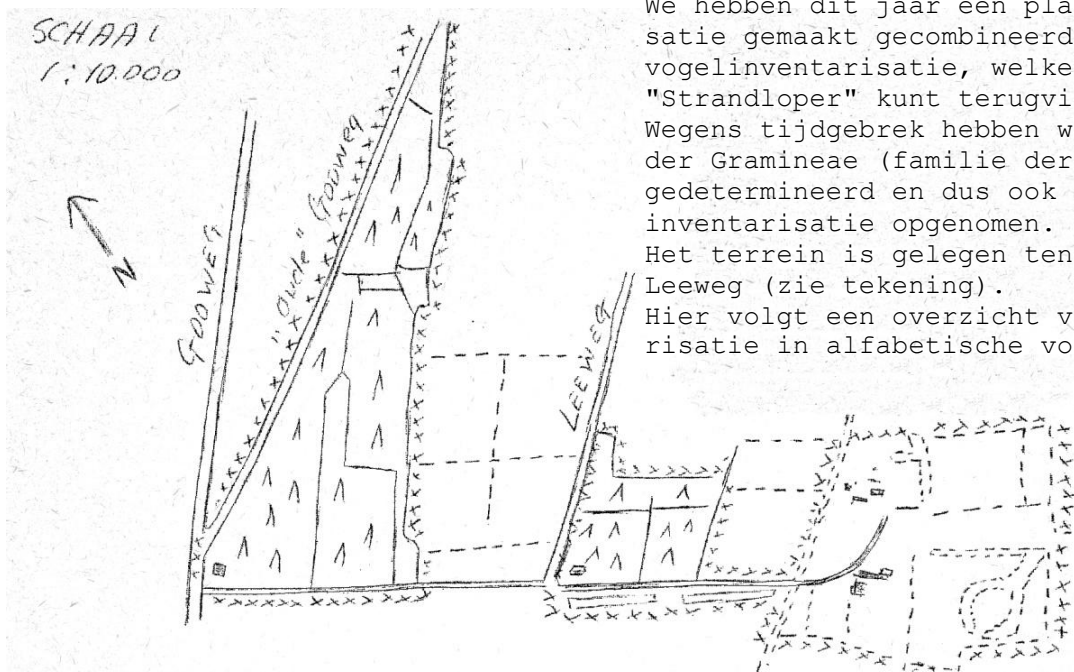 SCHAAL
1:10.000
We hebben dit jaar een pla
satie gemaakt gecombineerd
vogelinventarisatie, welke
"Strandloper" kunt terugvi
Wegens tijdgebrek hebben w
der Gramineae (familie der
gedetermineerd en dus ook
inventarisatie opgenomen.
Het terrein is gelegen ten
Leeweg (zie tekening).
Hier volgt een overzicht v
risatie in alfabetische vo
N
GOOWEG
"Oude" GOOWEG
LEEWEG